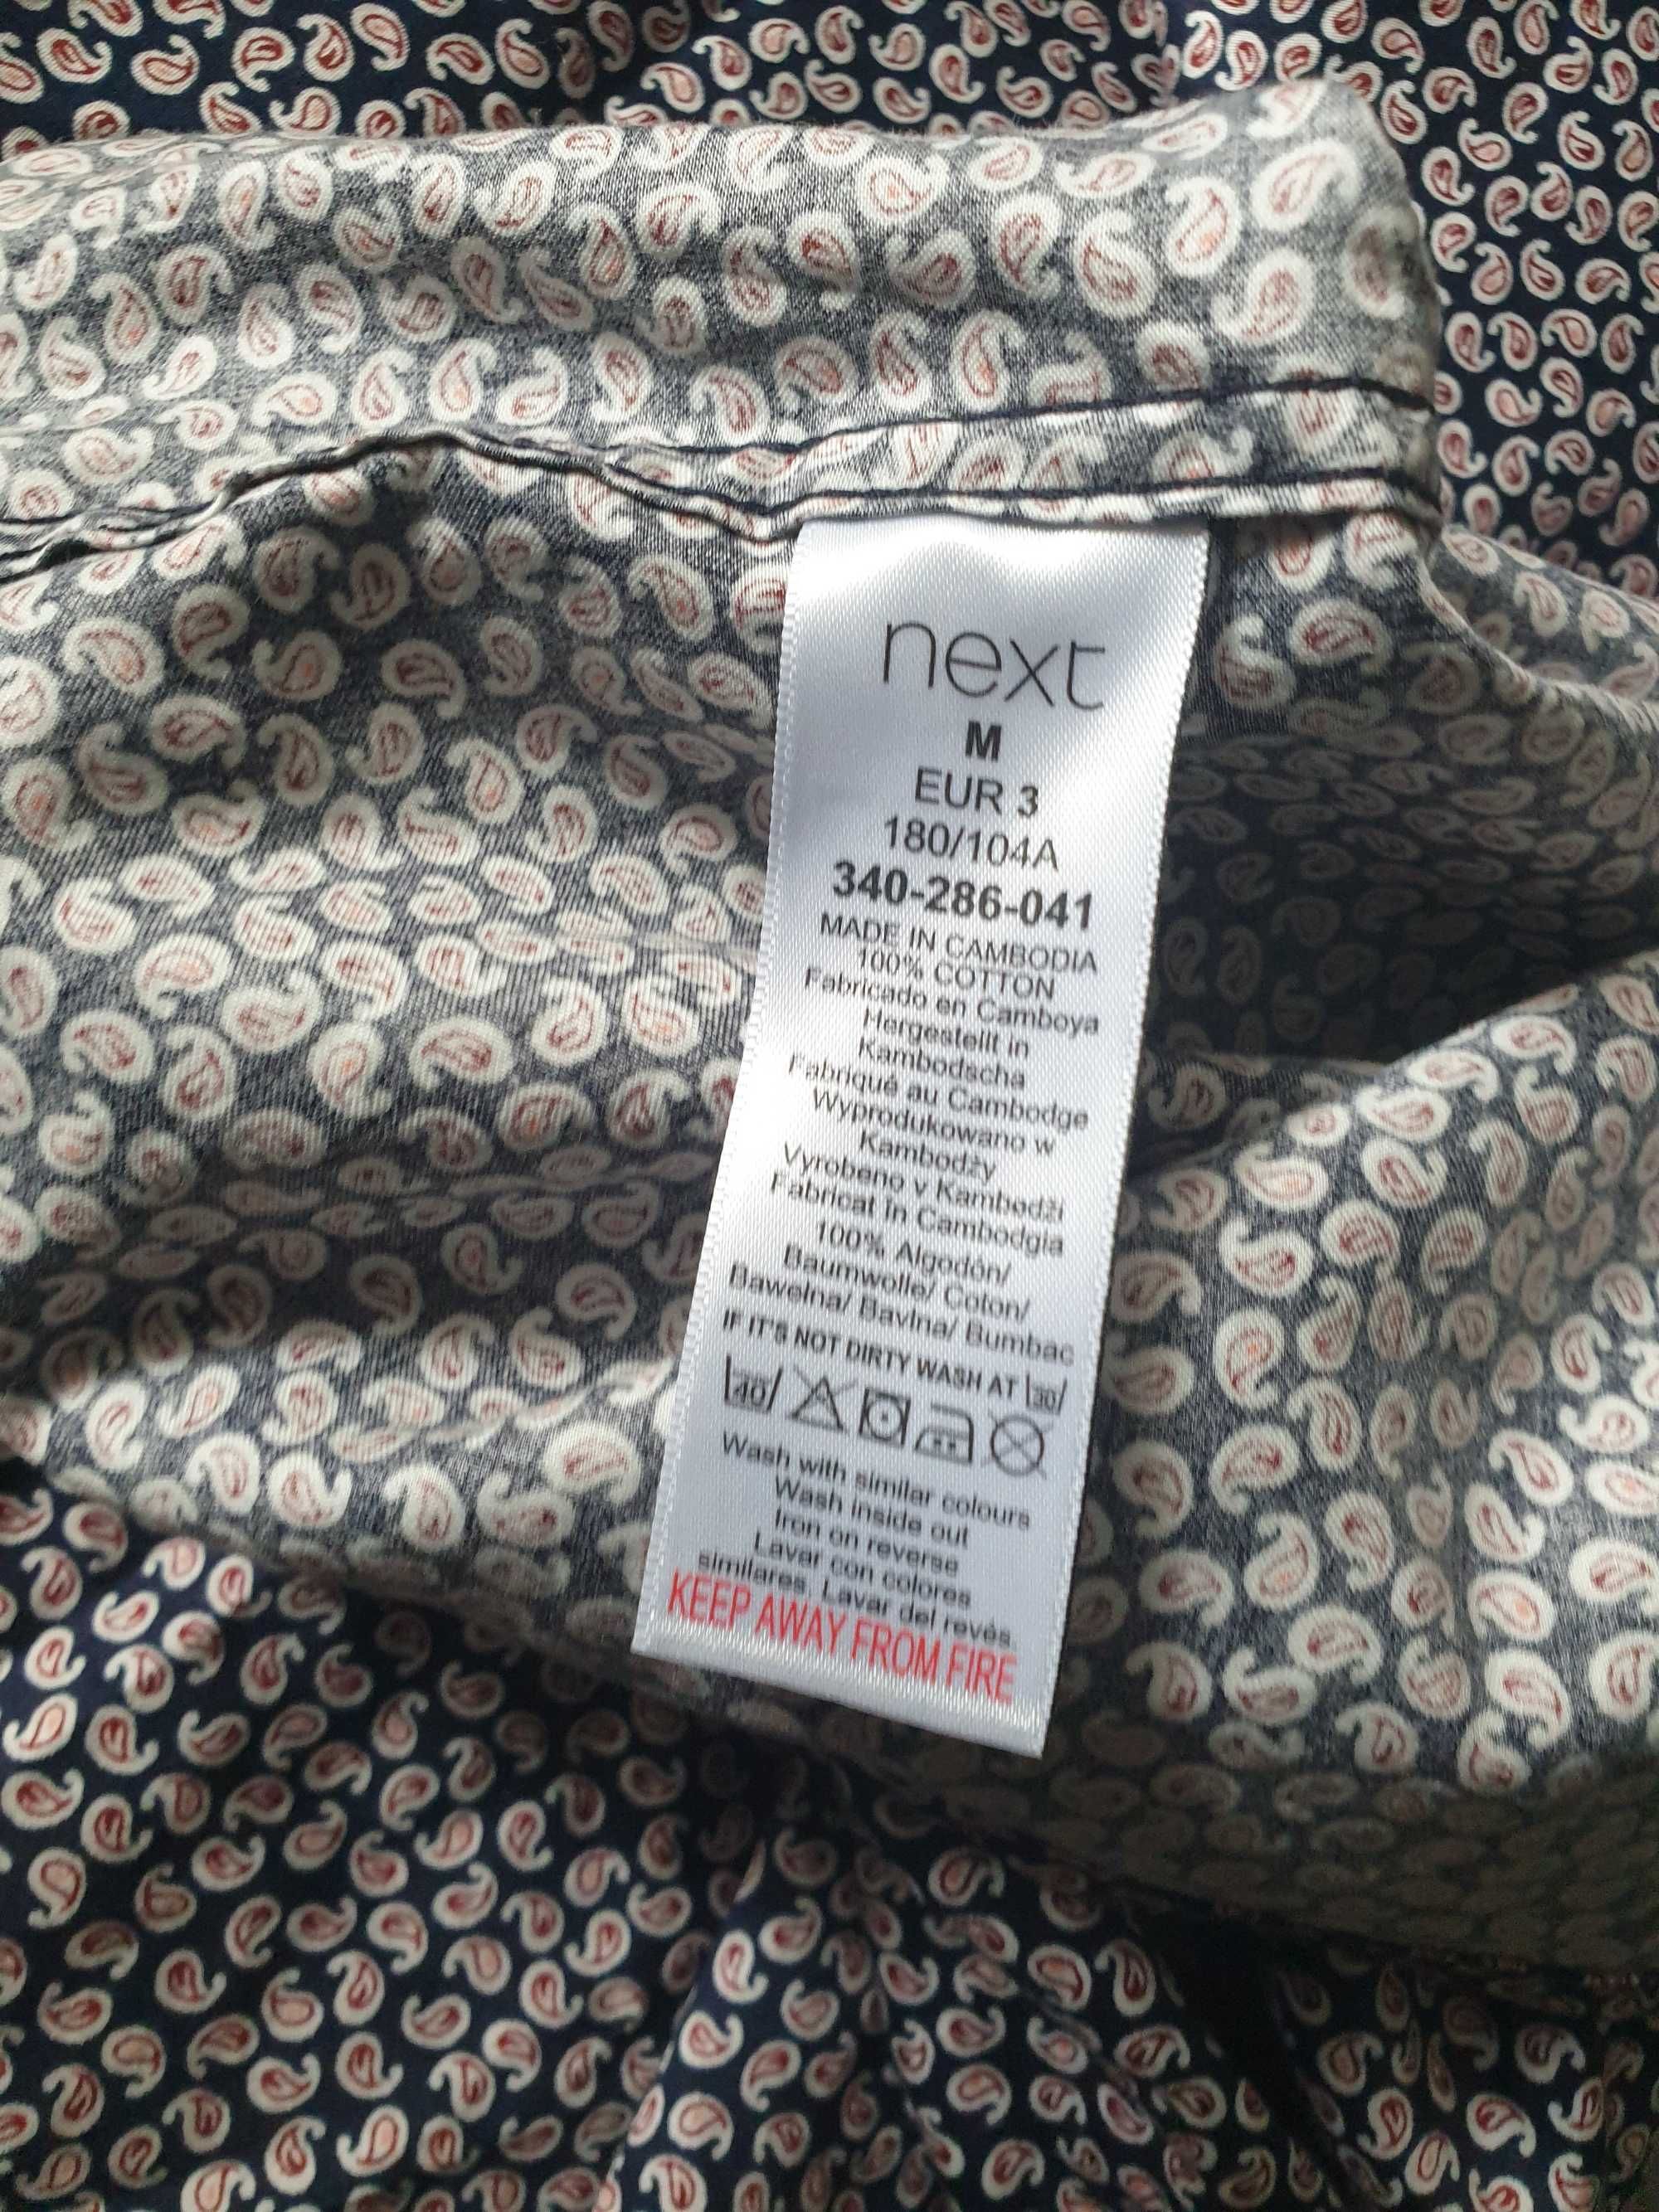 next
M
EUR 3
180/104A
340-286-041
MADE IN CAMBODIA
100% COTTON
Fabricado en Camboya
Hergestellt in
Kambodscha
Fabriqué au Cambodge
Wyprodukowano w
Kambodży
Vyrobeno v Kambodži
Fabricat în Cambodgia
100% Algodón/
Baumwolle/ Coton/
Bawełna/ Bavlna/ Bumbac
IF IT'S NOT DIRTY WASH AT 30
40
Wash with similar colours
Wash inside out
Iron on reverse
Lavar con colores
similares. Lavar del revés.
KEEP AWAY FROM FIRE